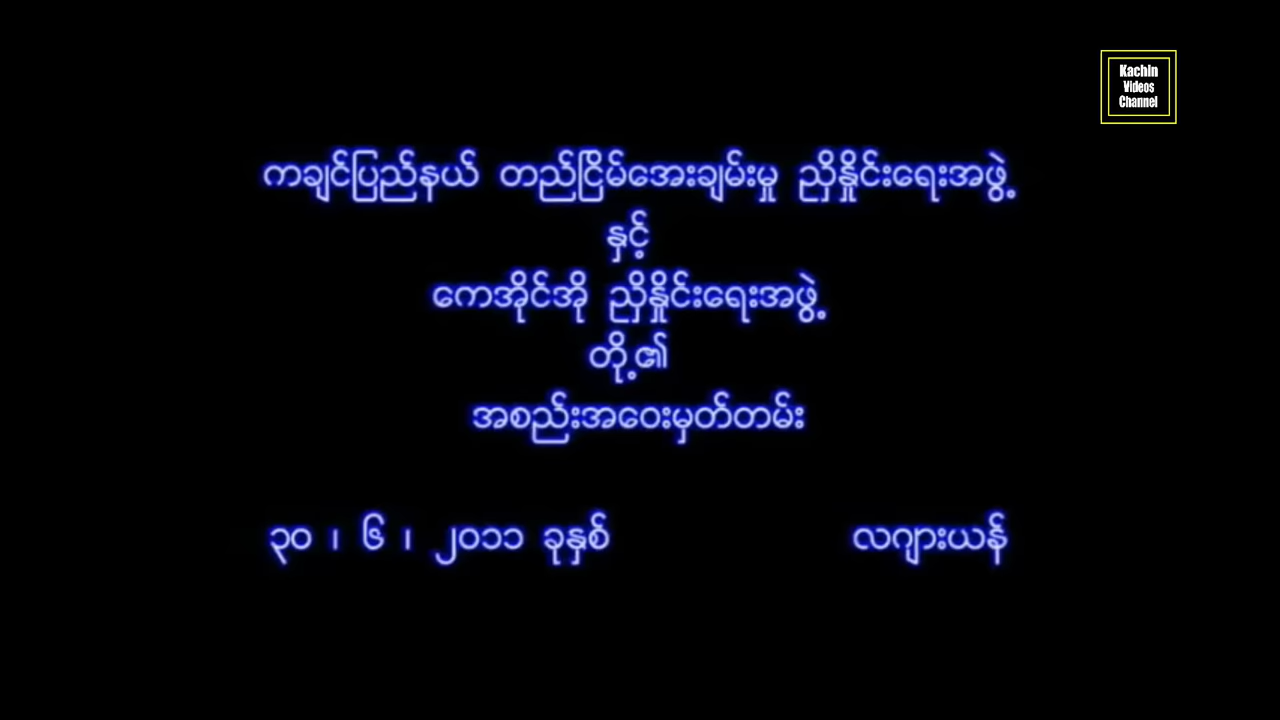 Kachin
Videos
Channel
ကချင်ပြည်နယ် တည်ငြိမ်အေးချမ်းမှု ညှိနှိုင်းရေးအဖွဲ့
နှင့်
ကေအိုင်အို ညှိနှိုင်းရေးအဖွဲ့
တို့၏
အစည်းအဝေးမှတ်တမ်း
၃၀ ၊ ၆ ၊ ၂၀၁၁ ခုနှစ် လဂျားယန်